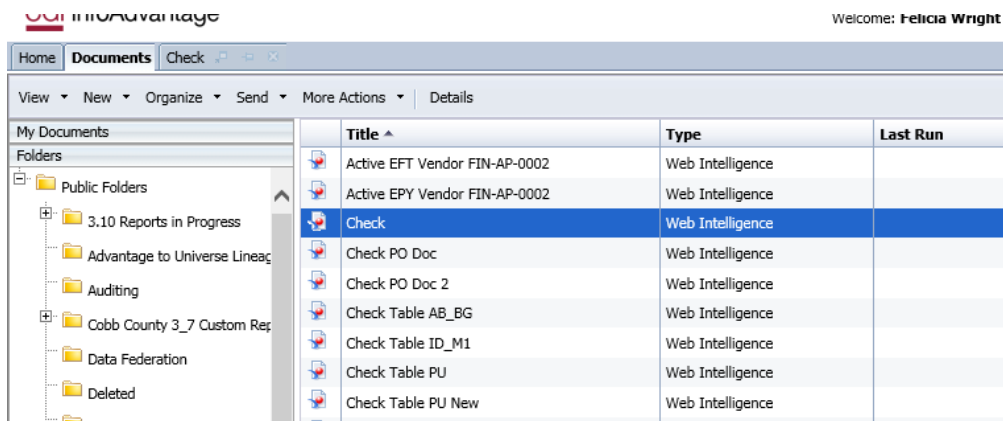 CGI InfoAdvantage Welcome: Felicia Wright
Home Documents Check
View New Organize Send More Actions Details
My Documents
Folders
Public Folders
3.10 Reports in Progress
Advantage to Universe Lineag
Auditing
Cobb County 3_7 Custom Rep
Data Federation
Deleted
Title Type Last Run
Active EFT Vendor FIN-AP-0002 Web Intelligence
Active EPY Vendor FIN-AP-0002 Web Intelligence
Check Web Intelligence
Check PO Doc Web Intelligence
Check PO Doc 2 Web Intelligence
Check Table AB_BG Web Intelligence
Check Table ID_M1 Web Intelligence
Check Table PU Web Intelligence
Check Table PU New Web Intelligence